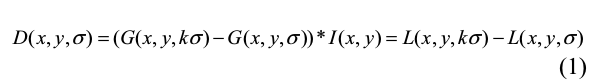 D(x, y, σ) = (G(x, y, kσ) − G(x, y, σ)) * I(x, y) = L(x, y, kσ) − L(x, y, σ)
(1)